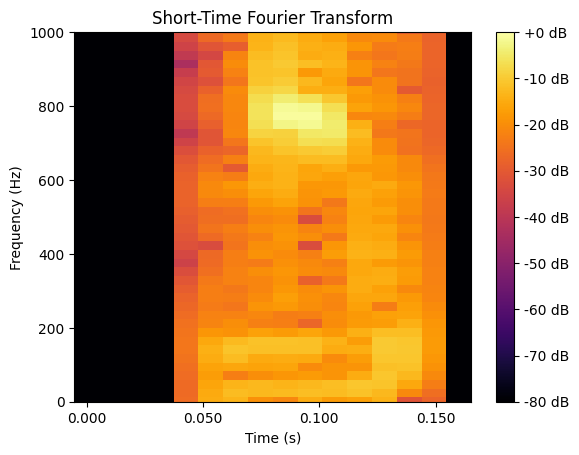 Short-Time Fourier Transform
Frequency (Hz)
1000
800
600
400
200
0
0.000
0.050
0.100
0.150
Time (s)
+0 dB
-10 dB
-20 dB
-30 dB
-40 dB
-50 dB
-60 dB
-70 dB
-80 dB